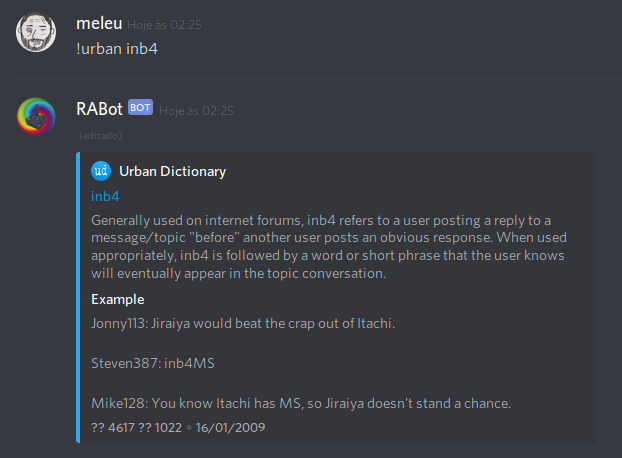 meleu Hoje às 02:25
!urban inb4
RABot BOT Hoje às 02:25
(editado)
ud Urban Dictionary
inb4
Generally used on internet forums, inb4 refers to a user posting a reply to a
message/topic "before" another user posts an obvious response. When used
appropriately, inb4 is followed by a word or short phrase that the user knows
will eventually appear in the topic conversation.
Example
Jonny113: Jiraiya would beat the crap out of Itachi.
Steven387: inb4MS
Mike128: You know Itachi has MS, so Jiraiya doesn't stand a chance.
?? 4617 ?? 1022 • 16/01/2009